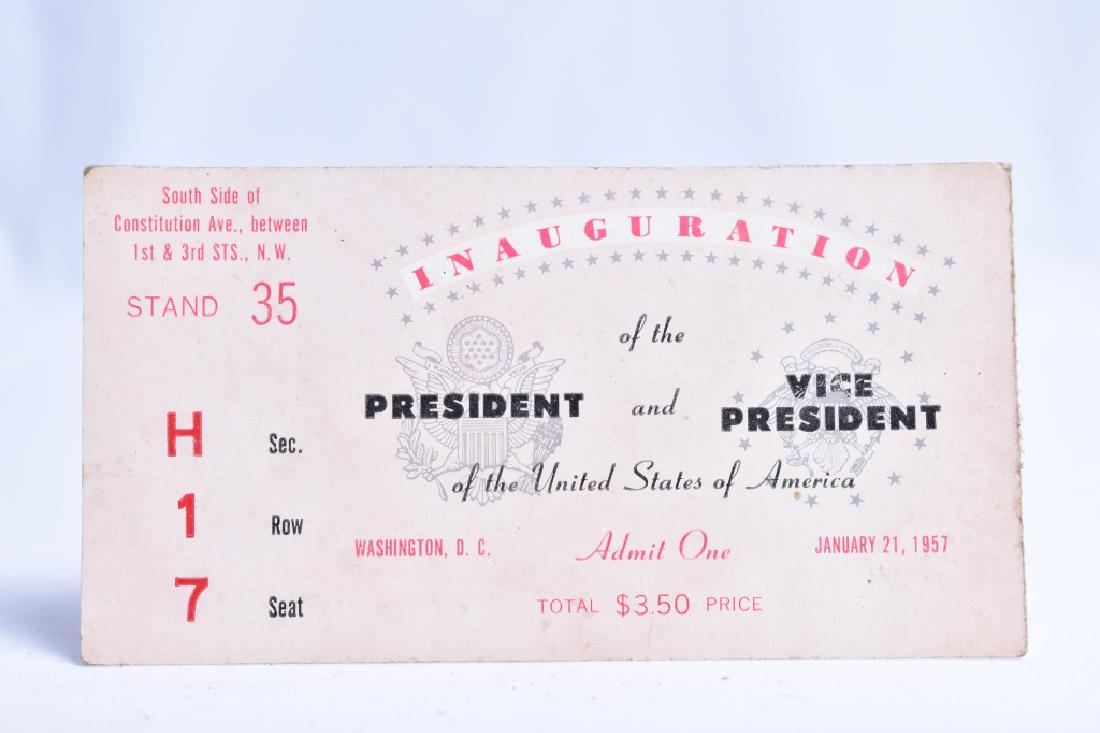 South Side of
Constitution Ave., between
1st & 3rd STS., N.W.
STAND 35
H Sec.
1 Row
7 Seat
INAUGURATION
of the
PRESIDENT and VICE PRESIDENT
of the United States of America
WASHINGTON, D. C. Admit One JANUARY 21, 1957
TOTAL $3.50 PRICE